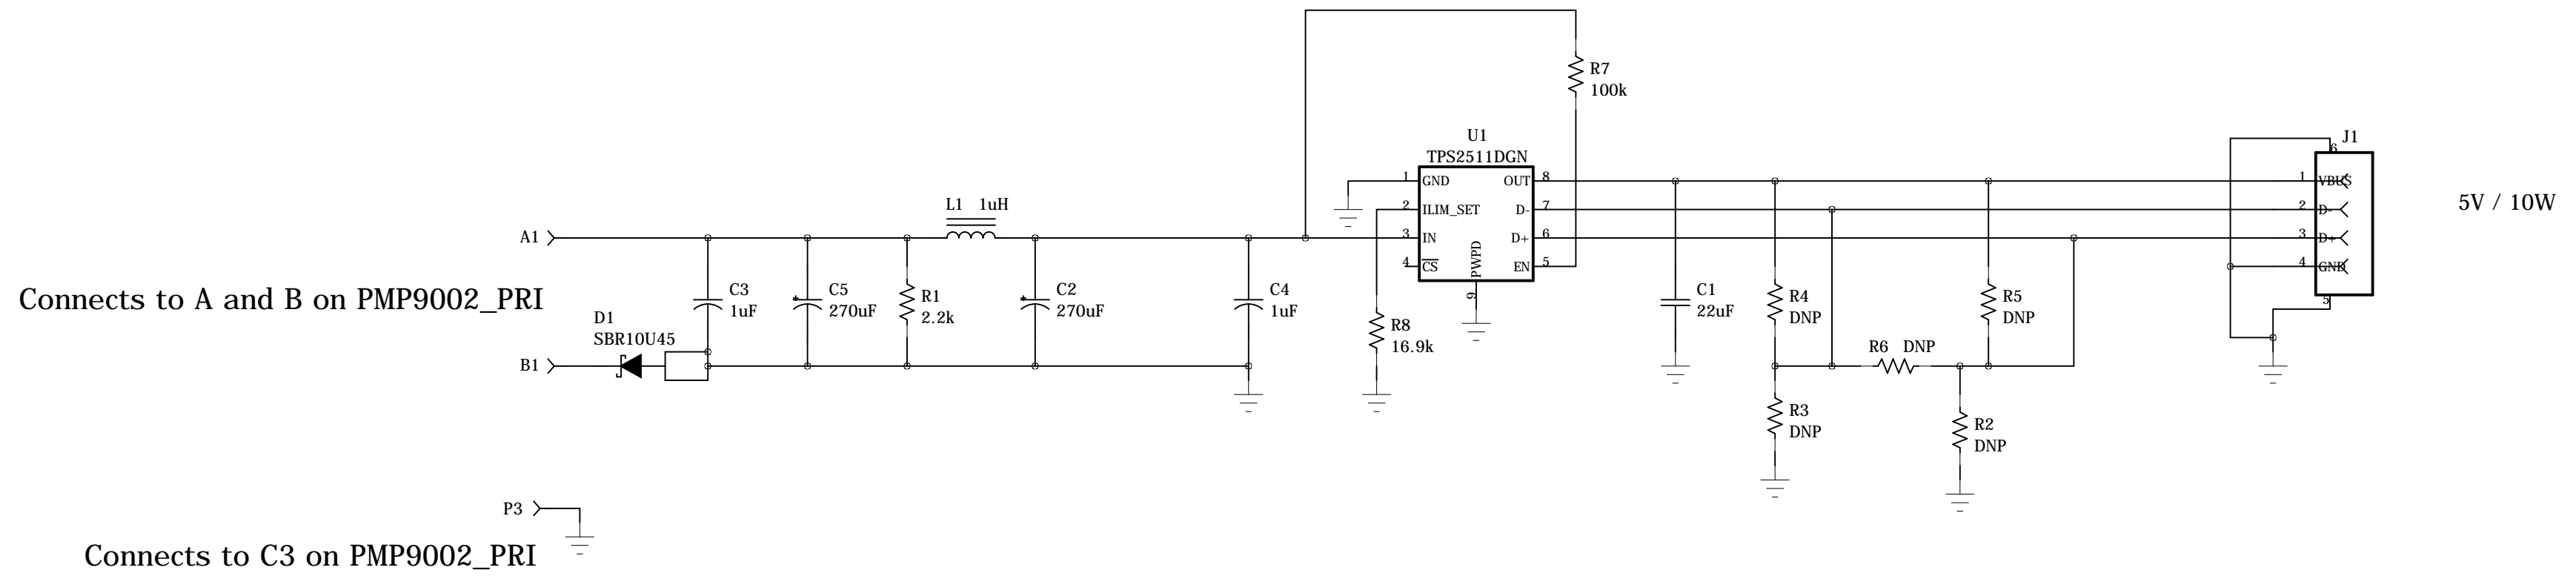 R7
100k
U1
TPS2511DGN
1 GND OUT 8
2 ILIM_SET D- 7
3 IN D+ 6
4 CS EN 5
PWPD
9
J1
6
1 VBUS
2 D-
3 D+
4 GND
5
5V / 10W
L1 1uH
A1
Connects to A and B on PMP9002_PRI
C3
1uF
C5
270uF
R1
2.2k
C2
270uF
C4
1uF
D1
SBR10U45
B1
R8
16.9k
C1
22uF
R4
DNP
R5
DNP
R6 DNP
R3
DNP
R2
DNP
P3
Connects to C3 on PMP9002_PRI